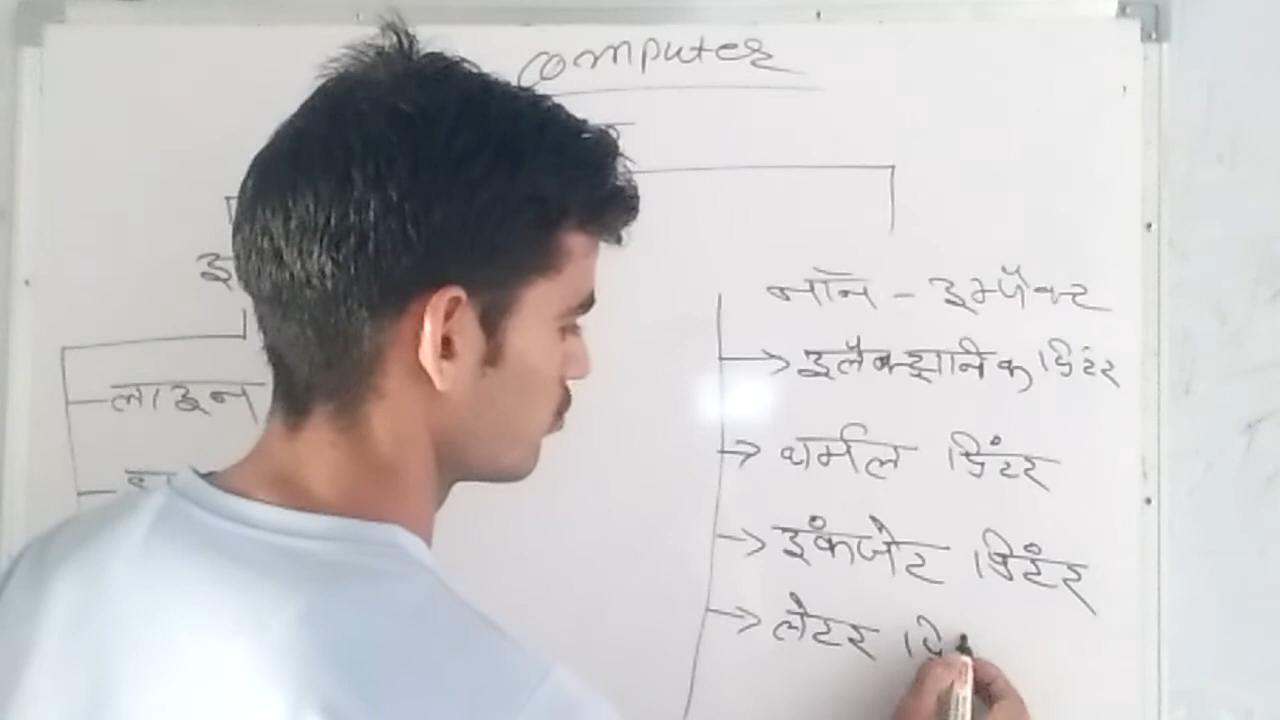 computer
इ
नॉन - इम्पॅक्ट
लाइन
इलॅक्ट्रानिक प्रिंटर
थर्मल प्रिंटर
इंकजेट प्रिंटर
लेटर प्रि